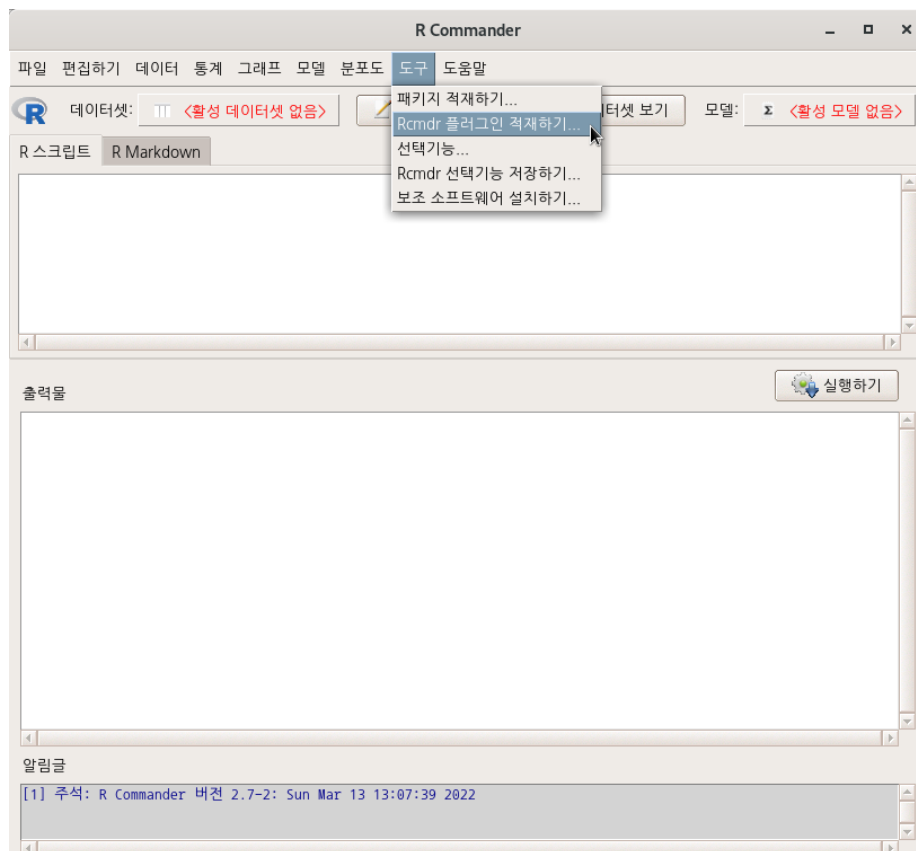 R Commander
파일 편집하기 데이터 통계 그래프 모델 분포도 도구 도움말
데이터셋: <활성 데이터셋 없음> 터셋 보기 모델: Σ <활성 모델 없음>
패키지 적재하기...
Rcmdr 플러그인 적재하기...
선택기능...
Rcmdr 선택기능 저장하기...
보조 소프트웨어 설치하기...
R 스크립트 R Markdown
출력물 실행하기
알림글
[1] 주석: R Commander 버전 2.7-2: Sun Mar 13 13:07:39 2022